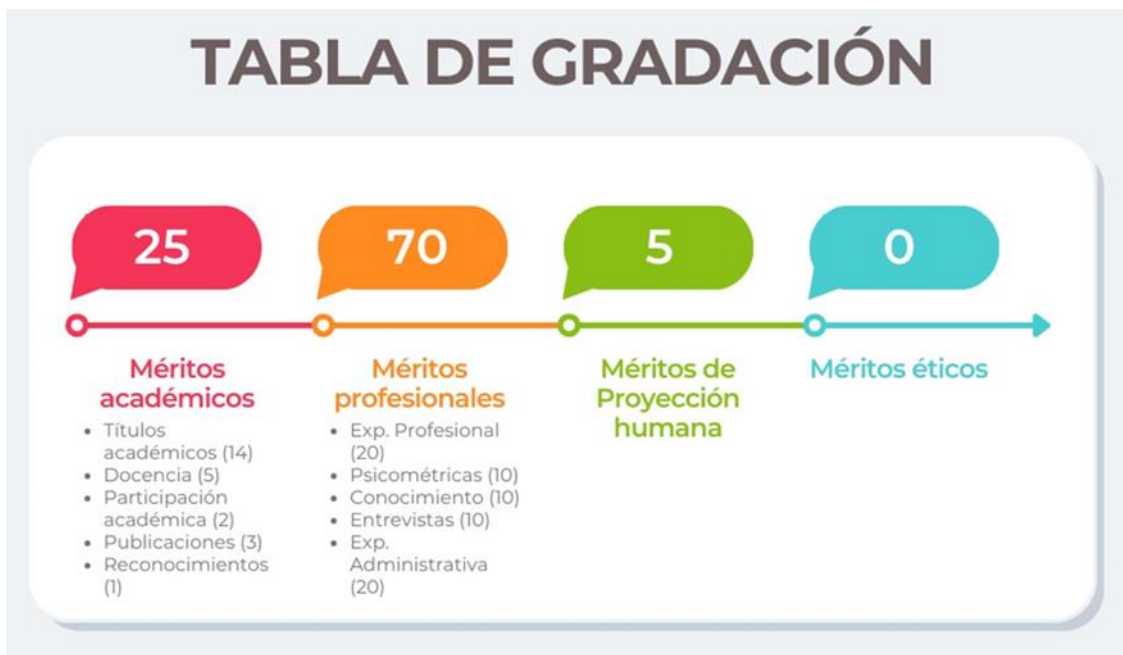 TABLA DE GRADACIÓN
25
70
5
0
Méritos
académicos
• Títulos
académicos (14)
• Docencia (5)
• Participación
académica (2)
• Publicaciones (3)
• Reconocimientos
(1)
Méritos
profesionales
• Exp. Profesional
(20)
• Psicométricas (10)
• Conocimiento (10)
• Entrevistas (10)
• Exp.
Administrativa
(20)
Méritos de
Proyección
humana
Méritos éticos